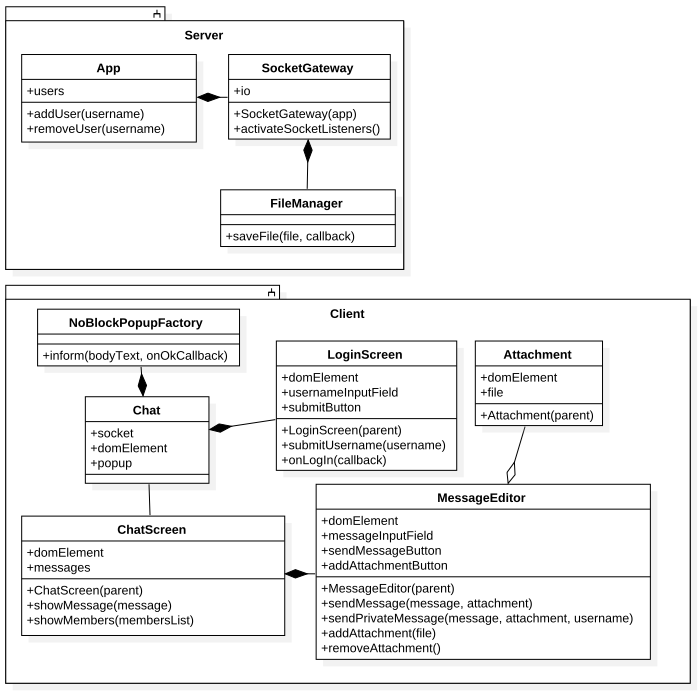 Server
App
+users
+addUser(username)
+removeUser(username)
SocketGateway
+io
+SocketGateway(app)
+activateSocketListeners()
FileManager
+saveFile(file, callback)
Client
NoBlockPopupFactory
+inform(bodyText, onOkCallback)
LoginScreen
+domElement
+usernameInputField
+submitButton
+LoginScreen(parent)
+submitUsername(username)
+onLogIn(callback)
Attachment
+domElement
+file
+Attachment(parent)
Chat
+socket
+domElement
+popup
ChatScreen
+domElement
+messages
+ChatScreen(parent)
+showMessage(message)
+showMembers(membersList)
MessageEditor
+domElement
+messageInputField
+sendMessageButton
+addAttachmentButton
+MessageEditor(parent)
+sendMessage(message, attachment)
+sendPrivateMessage(message, attachment, username)
+addAttachment(file)
+removeAttachment()